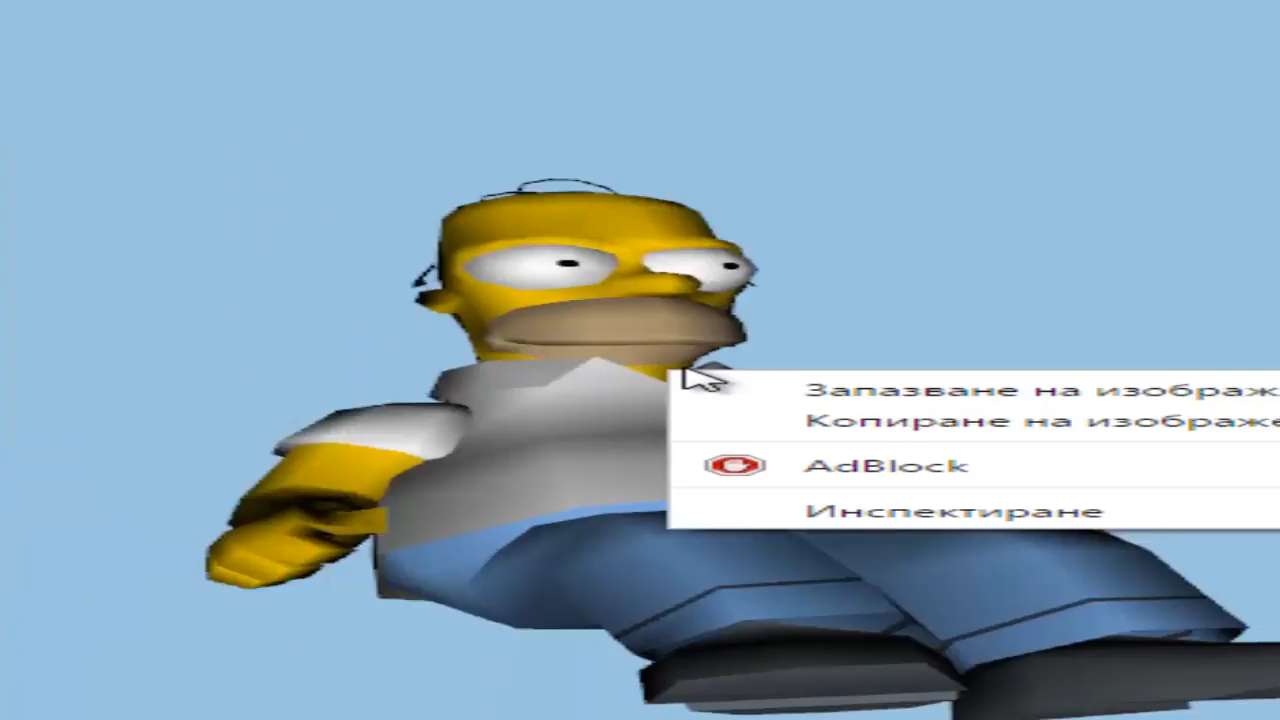 Запазване на изображ
Копиране на изображе
AdBlock
Инспектиране